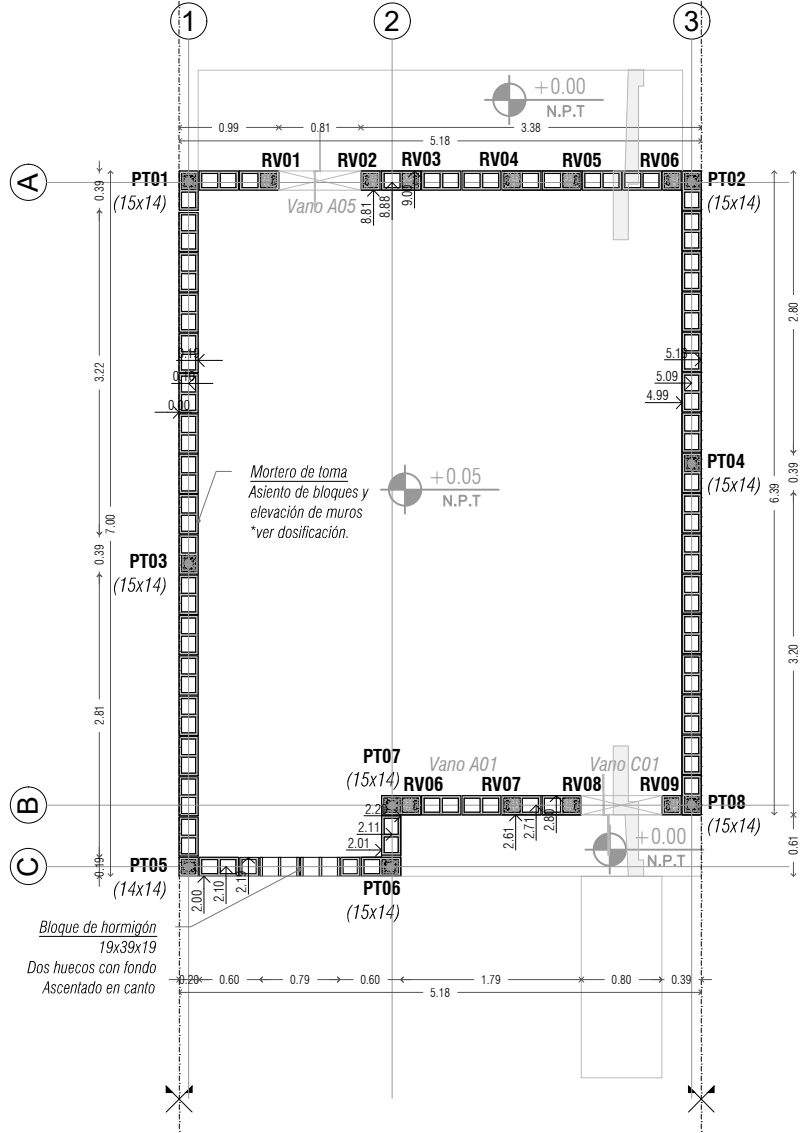 1
2
3
+0.00
N.P.T
0.99
0.81
3.38
5.18
RV01
RV02
RV03
RV04
RV05
RV06
A
PT01
(15x14)
PT02
(15x14)
Vano A05
8.81
8.88
9.00
0.39
3.22
7.00
0.39
2.81
0.19
2.80
0.39
6.39
3.20
0.61
0.00
5.09
4.99
PT04
(15x14)
Mortero de toma
Asiento de bloques y
elevación de muros
*ver dosificación.
+0.05
N.P.T
PT03
(15x14)
PT07
(15x14)
Vano A01
Vano C01
RV06
RV07
RV08
RV09
B
PT08
(15x14)
2.11
2.01
2.61
2.71
2.80
+0.00
N.P.T
C
PT05
(14x14)
PT06
(15x14)
2.00
2.10
2.19
Bloque de hormigón
19x39x19
Dos huecos con fondo
Ascentado en canto
0.20
0.60
0.79
0.60
1.79
0.80
0.39
5.18